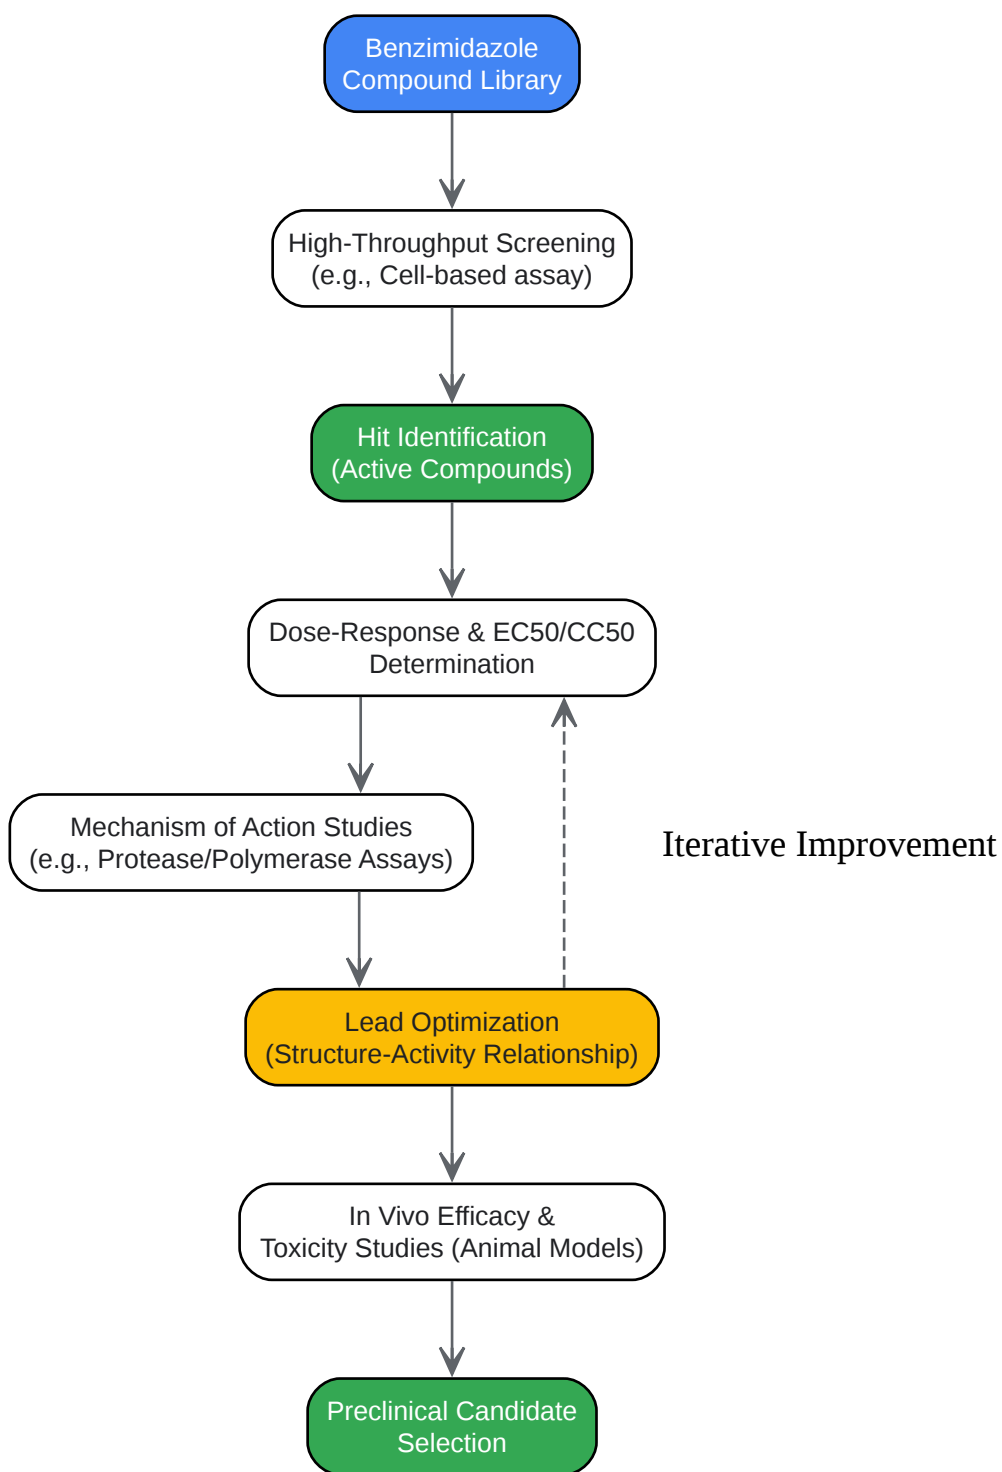 Benzimidazole
Compound Library
High-Throughput Screening
(e.g., Cell-based assay)
Hit Identification
(Active Compounds)
Dose-Response & EC50/CC50
Determination
Mechanism of Action Studies
(e.g., Protease/Polymerase Assays)
Iterative Improvement
Lead Optimization
(Structure-Activity Relationship)
In Vivo Efficacy &
Toxicity Studies (Animal Models)
Preclinical Candidate
Selection